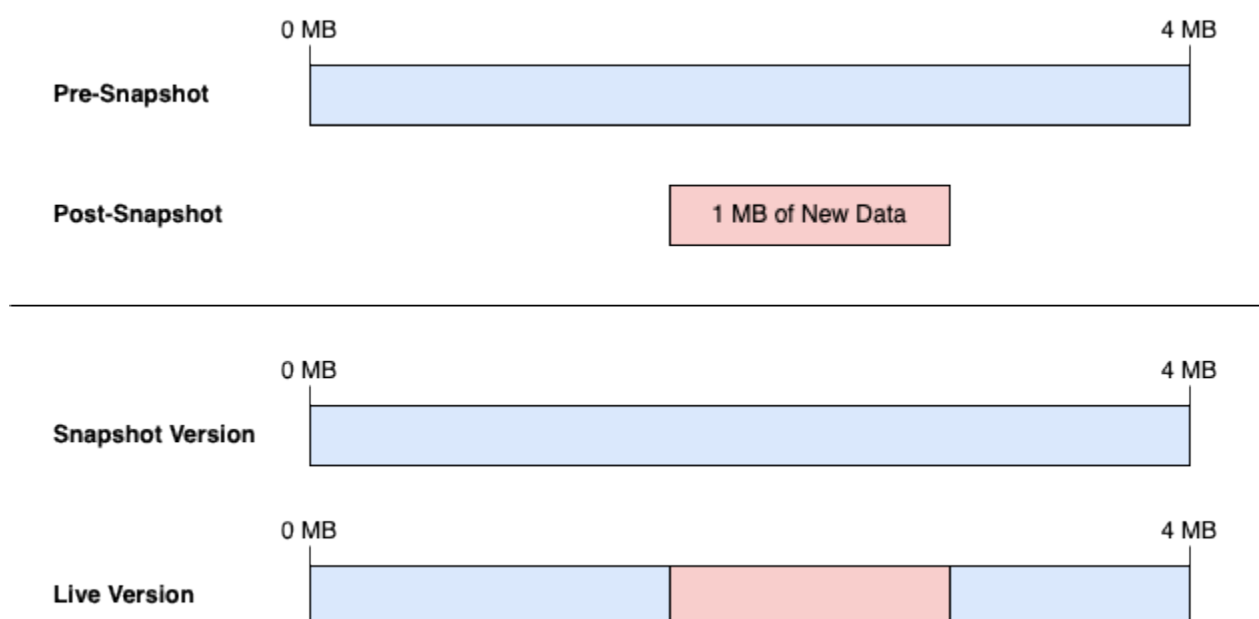 0 MB 4 MB
Pre-Snapshot
Post-Snapshot 1 MB of New Data
0 MB 4 MB
Snapshot Version
0 MB 4 MB
Live Version